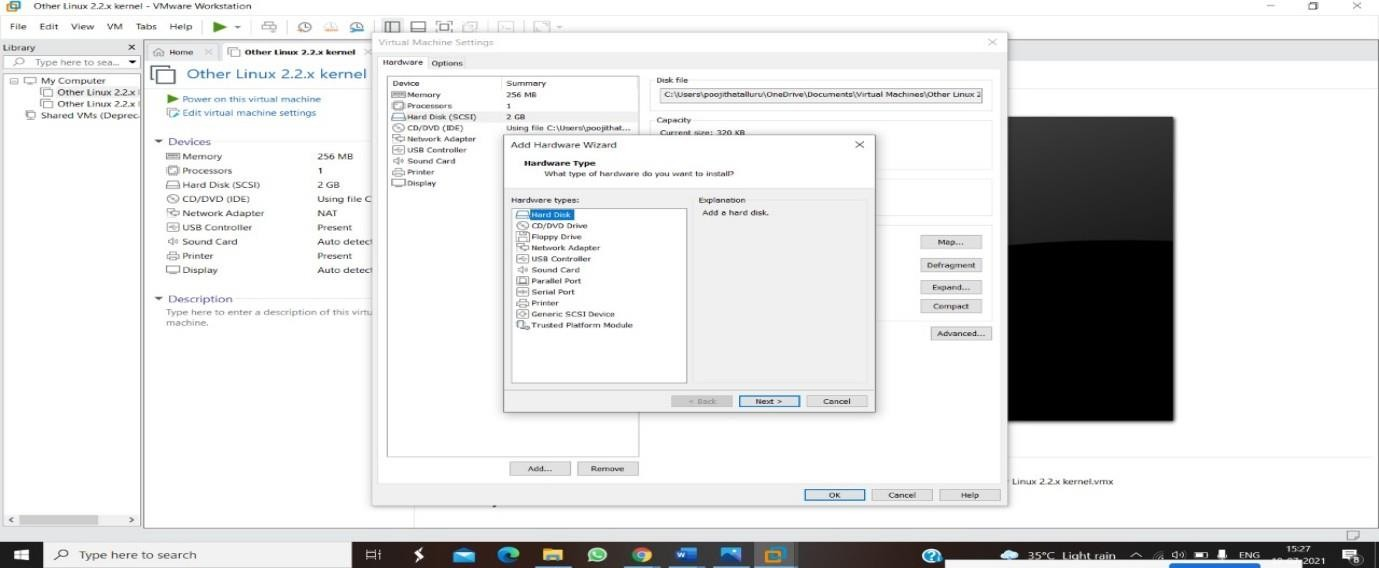 Other Linux 2.2.x kernel - VMware Workstation
File Edit View VM Tabs Help
Library
Type here to sea...
My Computer
Other Linux 2.2.x
Other Linux 2.2.x
Shared VMs (Deprec
Home
Other Linux 2.2.x kernel
Other Linux 2.2.x kernel
Power on this virtual machine
Edit virtual machine settings
Devices
Memory 256 MB
Processors 1
Hard Disk (SCSI) 2 GB
CD/DVD (IDE) Using file C
Network Adapter NAT
USB Controller Present
Sound Card Auto detect
Printer Present
Display Auto detect
Description
Type here to enter a description of this virtu
machine.
Virtual Machine Settings
Hardware Options
Device Summary
Memory 256 MB
Processors 1
Hard Disk (SCSI) 2 GB
CD/DVD (IDE) Using file C:\Users\poojithat...
Network Adapter
USB Controller
Sound Card
Printer
Display
Add... Remove
Disk file
C:\Users\poojithatalluru\OneDrive\Documents\Virtual Machines\Other Linux 2
Capacity
Current size: 320 KB
Map...
Defragment
Expand...
Compact
Advanced...
OK Cancel Help
Add Hardware Wizard
Hardware Type
What type of hardware do you want to install?
Hardware types:
Hard Disk
CD/DVD Drive
Floppy Drive
Network Adapter
USB Controller
Sound Card
Parallel Port
Serial Port
Printer
Generic SCSI Device
Trusted Platform Module
Explanation
Add a hard disk.
< Back Next > Cancel
Linux 2.2.x kernel.vmx
Type here to search
35°C Light rain
ENG
15:27
2021
8